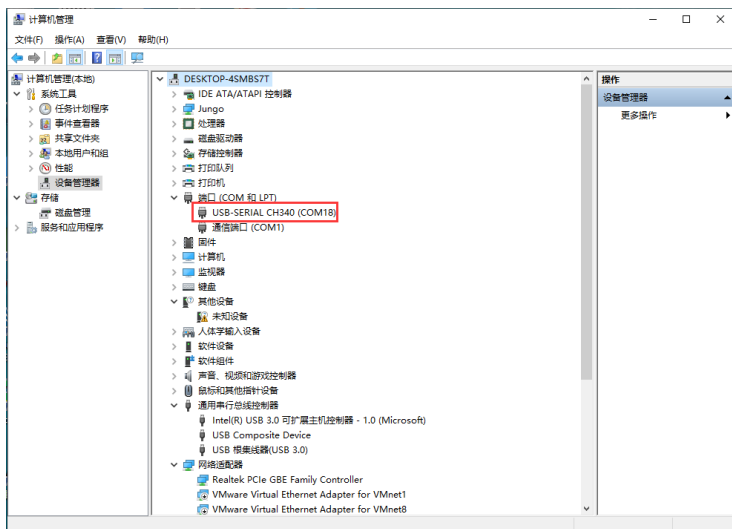 计算机管理
文件(F) 操作(A) 查看(V) 帮助(H)
计算机管理(本地)
系统工具
任务计划程序
事件查看器
共享文件夹
本地用户和组
性能
设备管理器
存储
磁盘管理
服务和应用程序
DESKTOP-4SMBS7T
IDE ATA/ATAPI 控制器
Jungo
处理器
磁盘驱动器
存储控制器
打印队列
打印机
端口 (COM 和 LPT)
USB-SERIAL CH340 (COM18)
通信端口 (COM1)
固件
计算机
监视器
键盘
其他设备
未知设备
人体学输入设备
软件设备
软件组件
声音、视频和游戏控制器
鼠标和其他指针设备
通用串行总线控制器
Intel(R) USB 3.0 可扩展主机控制器 - 1.0 (Microsoft)
USB Composite Device
USB 根集线器(USB 3.0)
网络适配器
Realtek PCIe GBE Family Controller
VMware Virtual Ethernet Adapter for VMnet1
VMware Virtual Ethernet Adapter for VMnet8
操作
设备管理器
更多操作